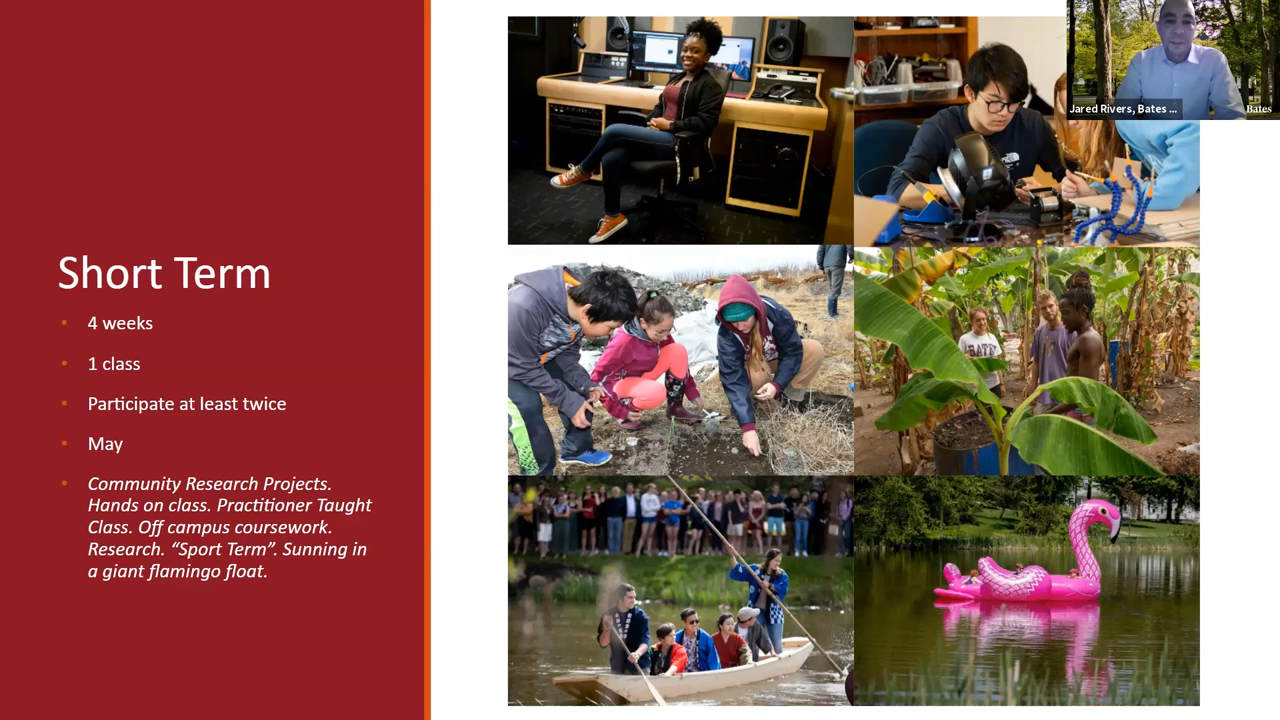 Short Term
4 weeks
1 class
Participate at least twice
May
Community Research Projects.
Hands on class. Practitioner Taught
Class. Off campus coursework.
Research. “Sport Term”. Sunning in
a giant flamingo float.
Jared Rivers, Bates ...
Bates